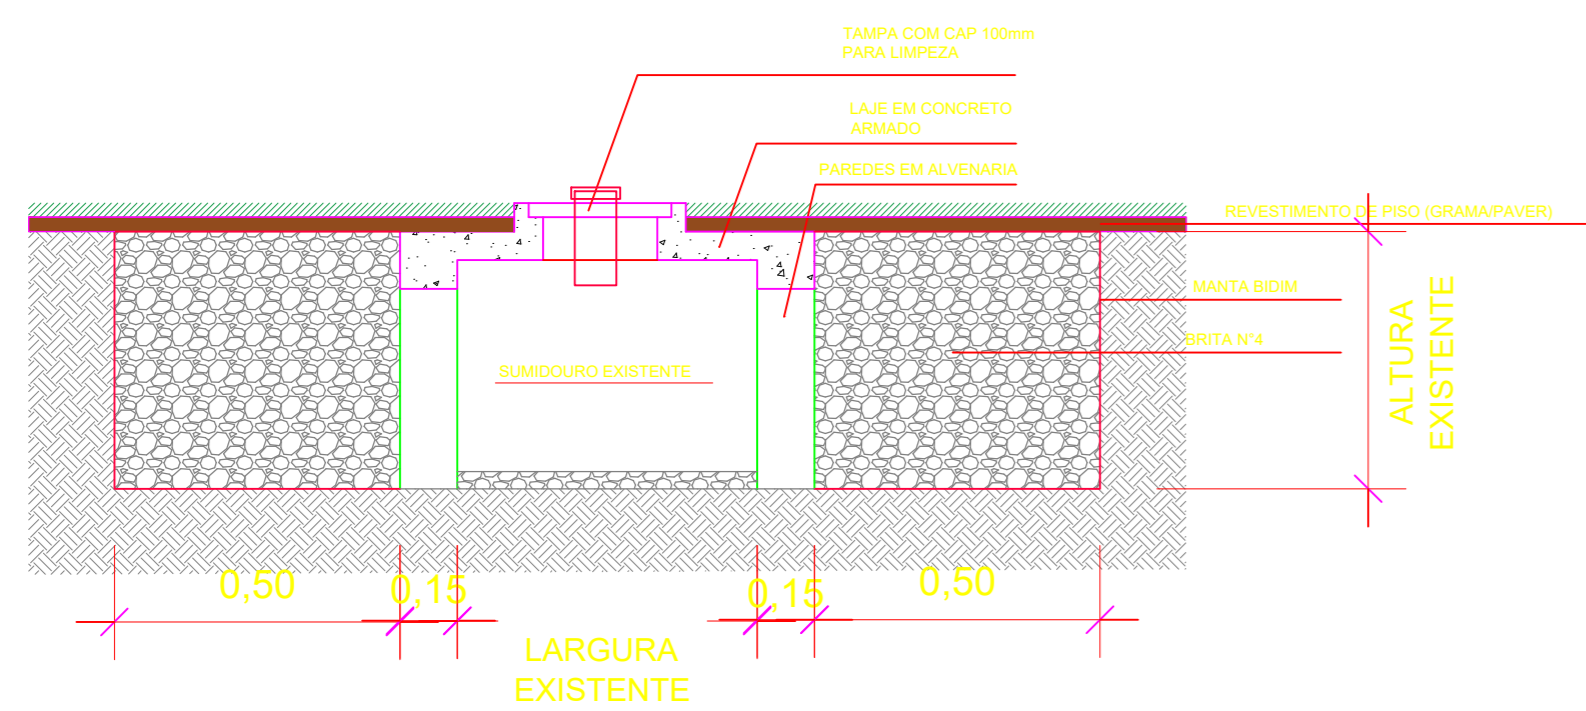 TAMPA COM CAP 100mm
PARA LIMPEZA
LAJE EM CONCRETO
ARMADO
PAREDES EM ALVENARIA
REVESTIMENTO DE PISO (GRAMA/PAVER)
MANTA BIDIM
BRITA N°4
ALTURA
EXISTENTE
SUMIDOURO EXISTENTE
0,50
0,15
0,15
0,50
LARGURA
EXISTENTE